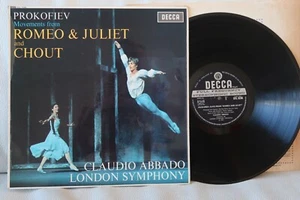 PROKOFIEV
DECCA
Movements from
ROMEO & JULIET
and
CHOUT
CLAUDIO ABBADO
LONDON SYMPHONY
DECCA